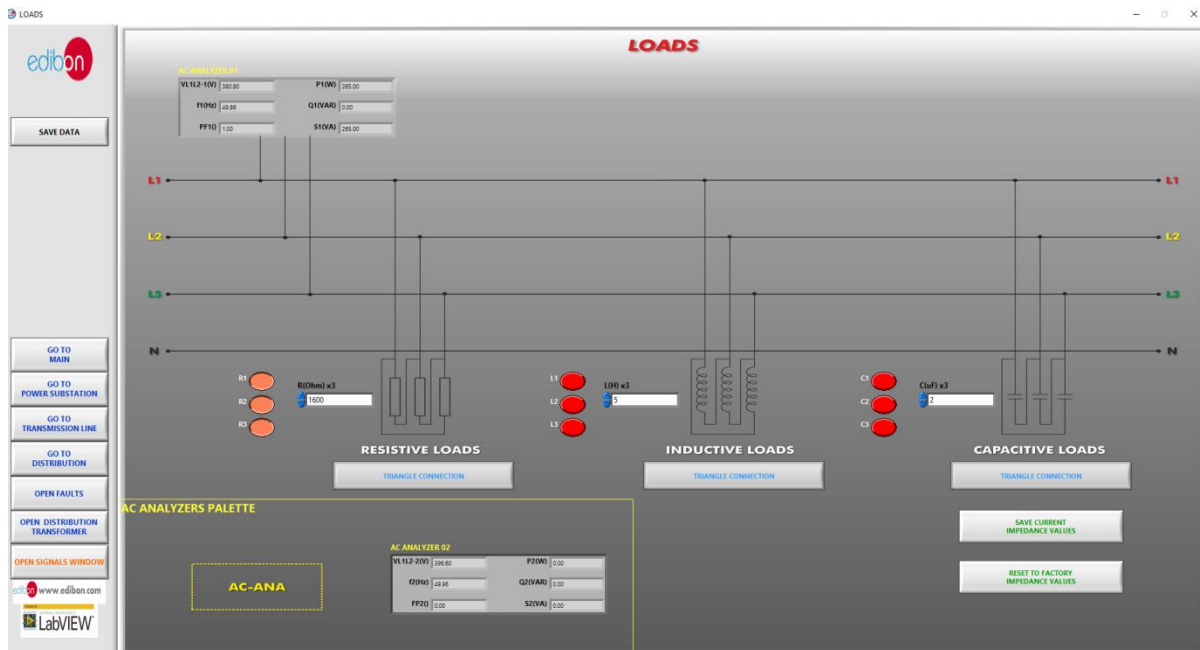 LOADS
edibon
LOADS
SAVE DATA
AC ANALYZER 01
VL1L2-1(V) 380.80 P1(W) 265.00
f1(Hz) 49.86 Q1(VAR) 0.00
PF1() 1.00 S1(VA) 265.00
L1 L1
L2 L2
L3 L3
N N
GO TO
MAIN
GO TO
POWER SUBSTATION
GO TO
TRANSMISSION LINE
GO TO
DISTRIBUTION
OPEN FAULTS
OPEN DISTRIBUTION
TRANSFORMER
OPEN SIGNALS WINDOW
edibon www.edibon.com
LabVIEW
R1
R2
R3
R(Ohm) x3
1600
RESISTIVE LOADS
TRIANGLE CONNECTION
L1
L2
L3
L(H) x3
5
INDUCTIVE LOADS
TRIANGLE CONNECTION
C1
C2
C3
C(uF) x3
2
CAPACITIVE LOADS
TRIANGLE CONNECTION
SAVE CURRENT
IMPEDANCE VALUES
RESET TO FACTORY
IMPEDANCE VALUES
AC ANALYZERS PALETTE
AC-ANA
AC ANALYZER 02
VL1L2-2(V) 396.60 P2(W) 0.00
f2(Hz) 49.96 Q2(VAR) 0.00
FP2() 0.00 S2(VA) 0.00